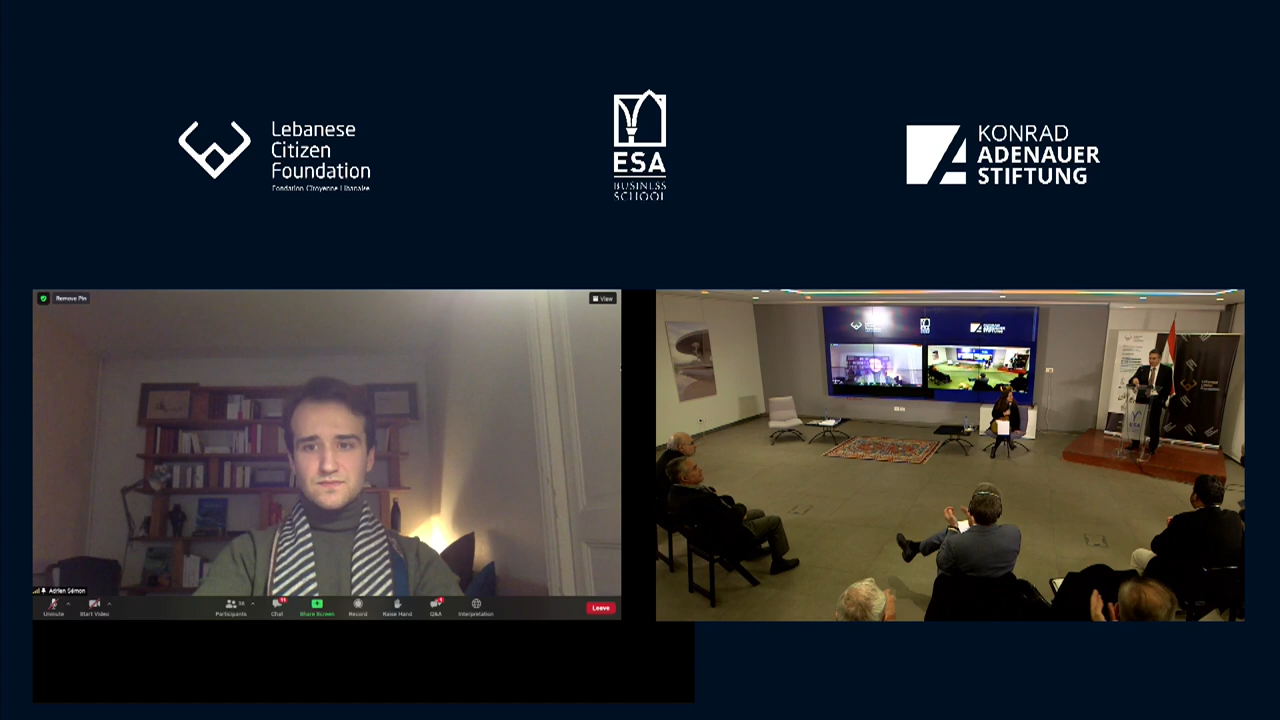 Lebanese
Citizen
Foundation
Fondation Citoyenne Libanaise
ESA
BUSINESS
SCHOOL
KONRAD
ADENAUER
STIFTUNG
Remove Pin
View
Adrien Sémon
Unmute
Start Video
Participants
Chat
Share Screen
Record
Raise Hand
Q&A
Interpretation
Leave
ESA